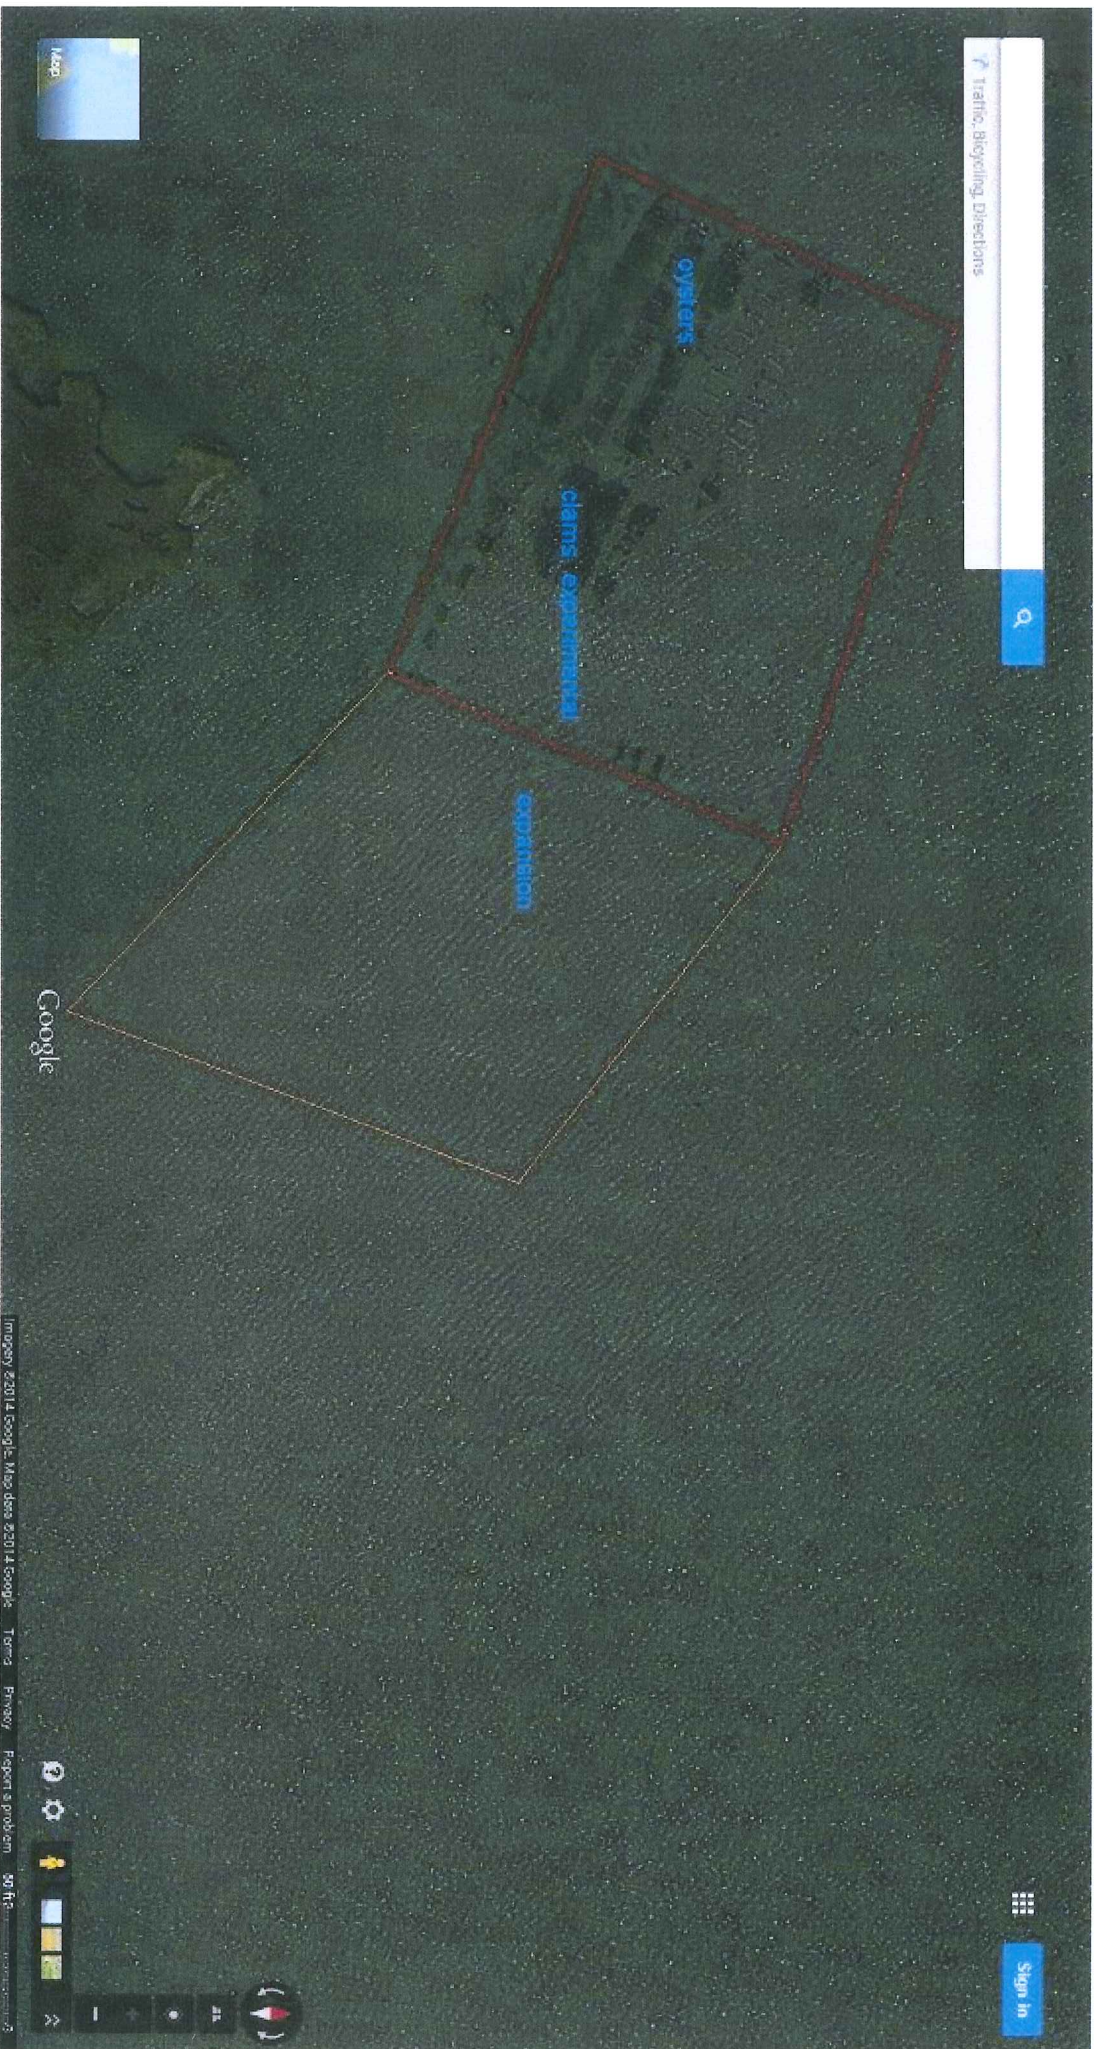 Traffic, Bicycling, Directions
Sign in
oysters
clams experimental
expansion
Map
Google
Imagery ©2014 Google, Map data ©2014 Google Terms Privacy Report a problem 50 ft